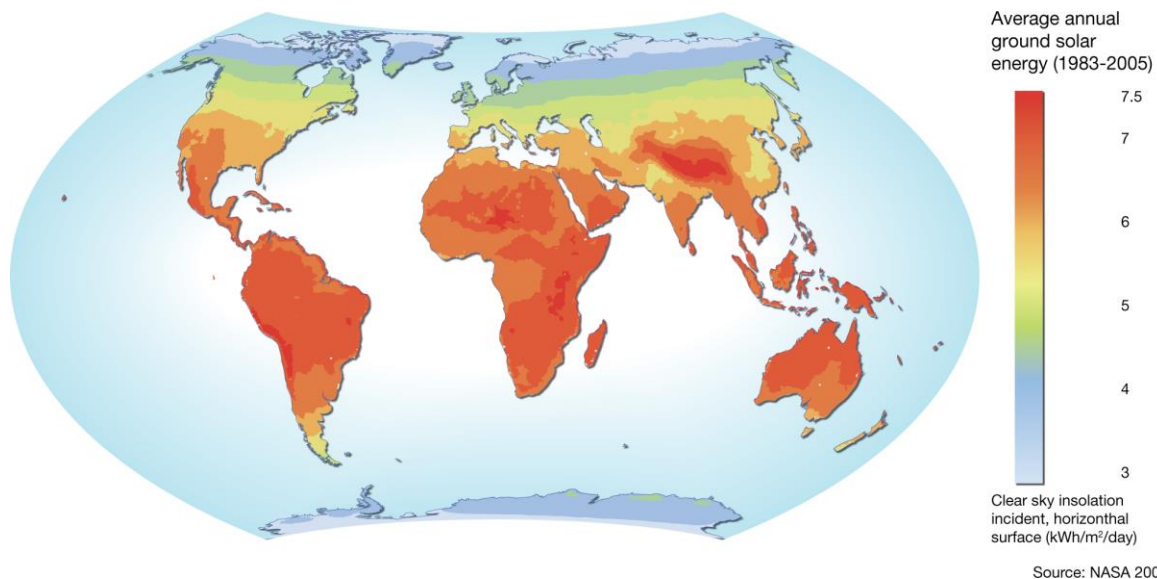 Average annual
ground solar
energy (1983-2005)
7.5
7
6
5
4
3
Clear sky insolation
incident, horizonthal
surface (kWh/m²/day)
Source: NASA 200